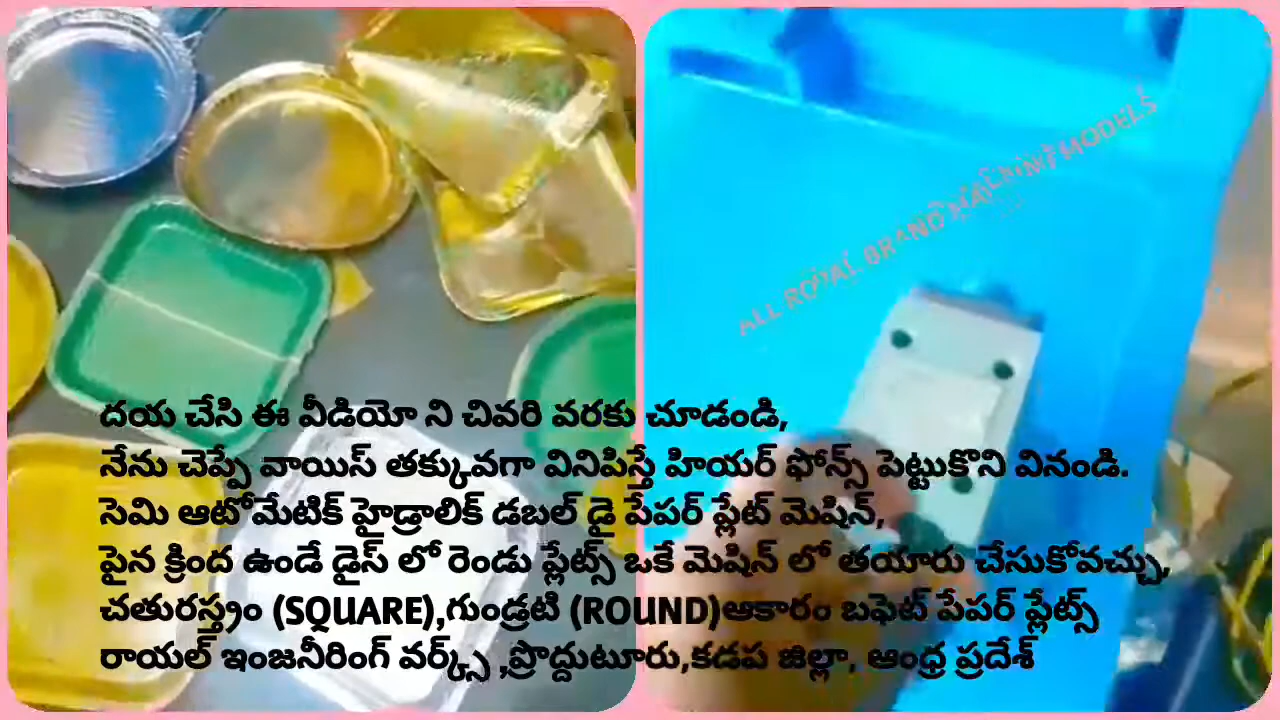 ALL ROYAL BRAND MACHINE MODELS
దయ చేసి ఈ వీడియో ని చివరి వరకు చూడండి,
నేను చెప్పే వాయిస్ తక్కువగా వినిపిస్తే హియర్ ఫోన్స్ పెట్టుకొని వినండి.
సెమి ఆటోమేటిక్ హైడ్రాలిక్ డబల్ డై పేపర్ ప్లేట్ మెషిన్,
పైన క్రింద ఉండే డైస్ లో రెండు ప్లేట్స్ ఒకే మెషిన్ లో తయారు చేసుకోవచ్చు,
చతురస్త్రం (SQUARE),గుండ్రటి (ROUND)ఆకారం బఫెట్ పేపర్ ప్లేట్స్
రాయల్ ఇంజనీరింగ్ వర్క్స్ ,ప్రొద్దుటూరు,కడప జిల్లా, ఆంధ్ర ప్రదేశ్